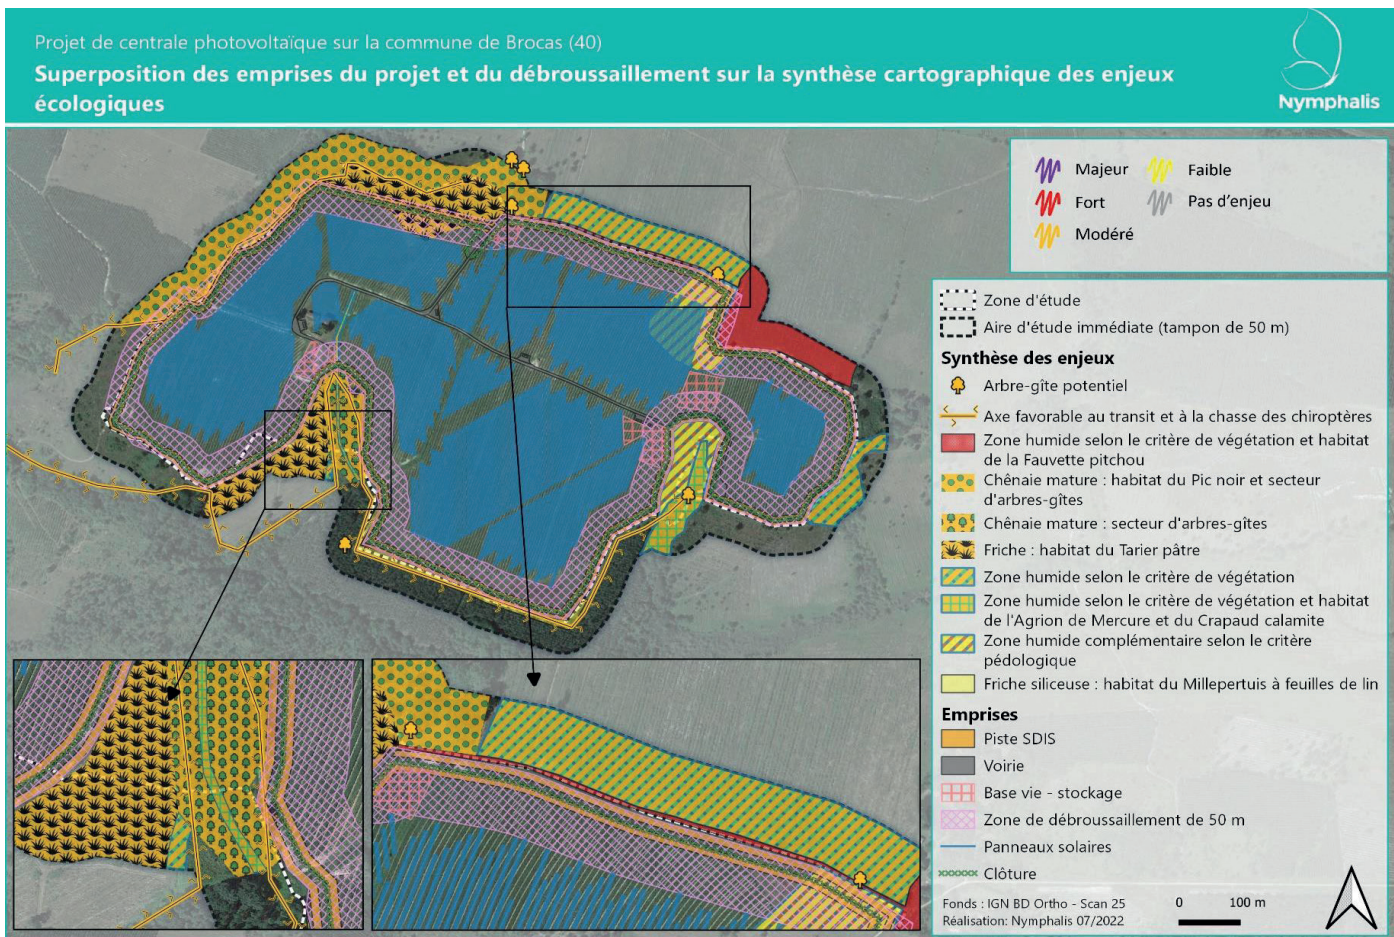 Projet de centrale photovoltaïque sur la commune de Brocas (40)
Superposition des emprises du projet et du débroussaillement sur la synthèse cartographique des enjeux
écologiques
Nymphalis
Majeur
Faible
Fort
Pas d'enjeu
Modéré
Zone d'étude
Aire d'étude immédiate (tampon de 50 m)
Synthèse des enjeux
Arbre-gîte potentiel
Axe favorable au transit et à la chasse des chiroptères
Zone humide selon le critère de végétation et habitat
de la Fauvette pitchou
Chênaie mature : habitat du Pic noir et secteur
d'arbres-gîtes
Chênaie mature : secteur d'arbres-gîtes
Friche : habitat du Tarier pâtre
Zone humide selon le critère de végétation
Zone humide selon le critère de végétation et habitat
de l'Agrion de Mercure et du Crapaud calamite
Zone humide complémentaire selon le critère
pédologique
Friche siliceuse : habitat du Millepertuis à feuilles de lin
Emprises
Piste SDIS
Voirie
Base vie - stockage
Zone de débroussaillement de 50 m
Panneaux solaires
Clôture
Fonds : IGN BD Ortho - Scan 25
Réalisation: Nymphalis 07/2022
0 100 m